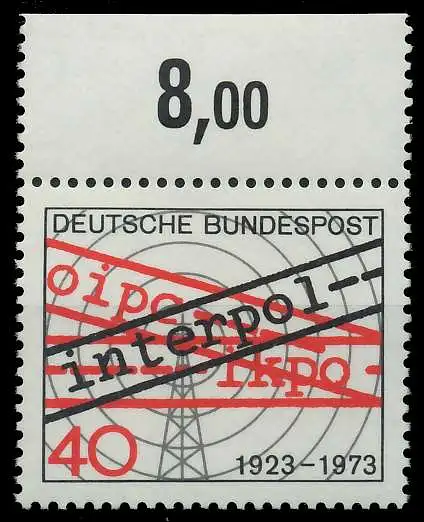 8,00
DEUTSCHE BUNDESPOST
oipc
interpol--
ikpo -
40
1923-1973